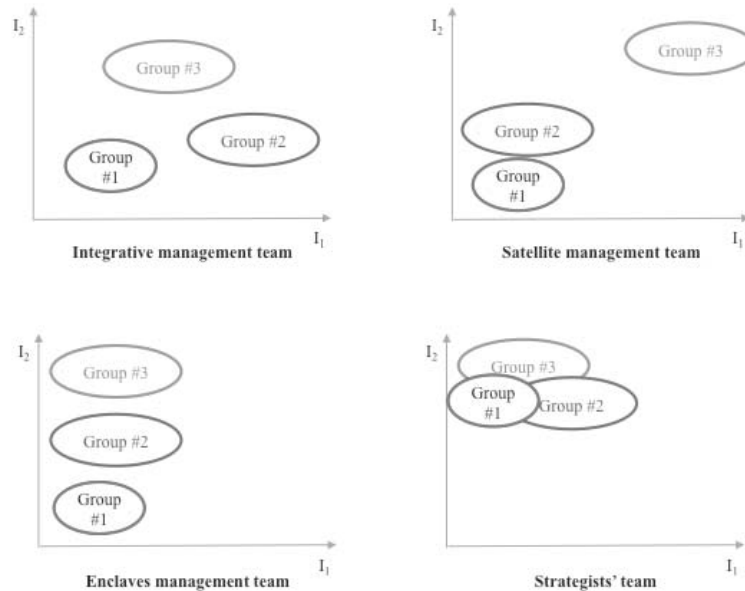 I2
Group #3
Group #2
Group
#1
I1
Integrative management team
I2
Group #3
Group #2
Group
#1
I1
Satellite management team
I2
Group #3
Group #2
Group
#1
I1
Enclaves management team
I2
Group #3
Group
#1
Group #2
I1
Strategists' team